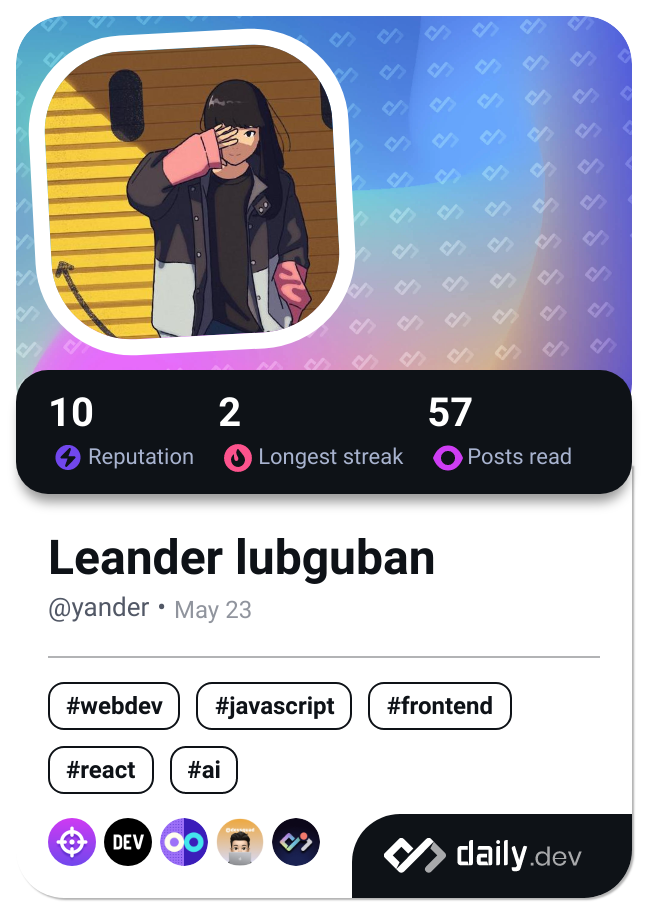 10 2 57
Reputation Longest streak Posts read
Leander lubguban
@yander • May 23
#webdev #javascript #frontend
#react #ai
DEV
daily.dev